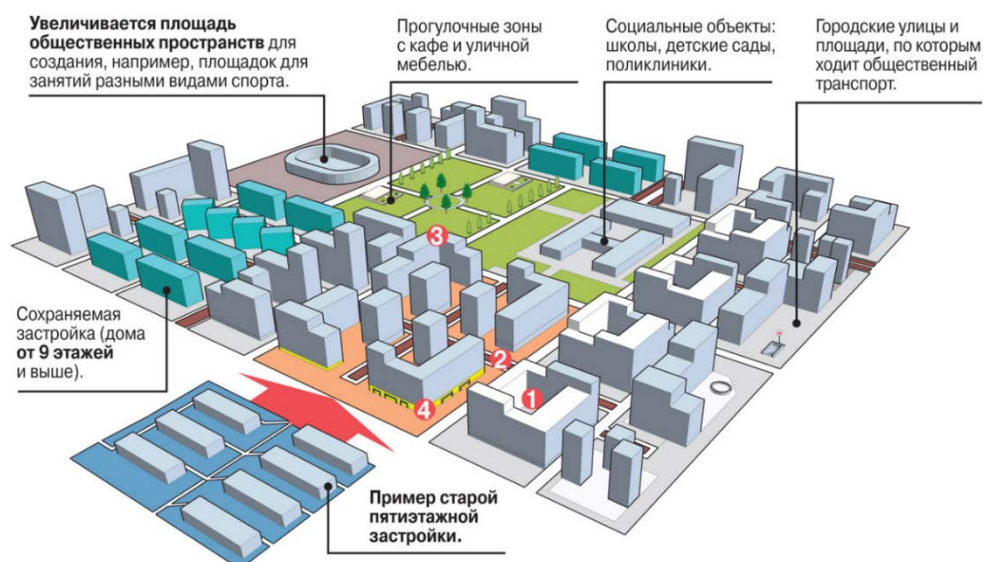 Увеличивается площадь
общественных пространств для
создания, например, площадок для
занятий разными видами спорта.
Прогулочные зоны
с кафе и уличной
мебелью.
Социальные объекты:
школы, детские сады,
поликлиники.
Городские улицы и
площади, по которым
ходит общественный
транспорт.
3
Сохраняемая
застройка (дома
от 9 этажей
и выше).
2
1
4
Пример старой
пятиэтажной
застройки.